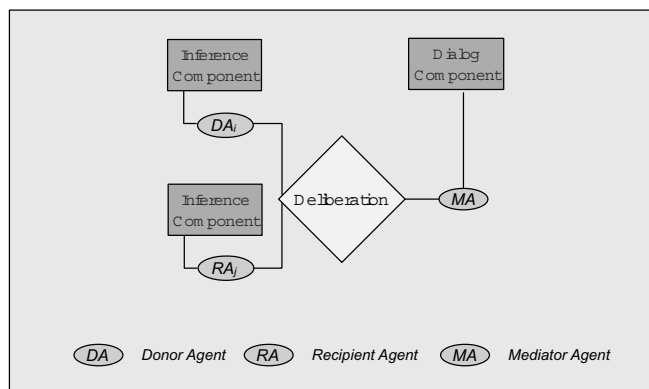 Inference
Component
Dialog
Component
DAi
Inference
Component
Deliberation
MA
RAj
DA Donor Agent RA Recipient Agent MA Mediator Agent